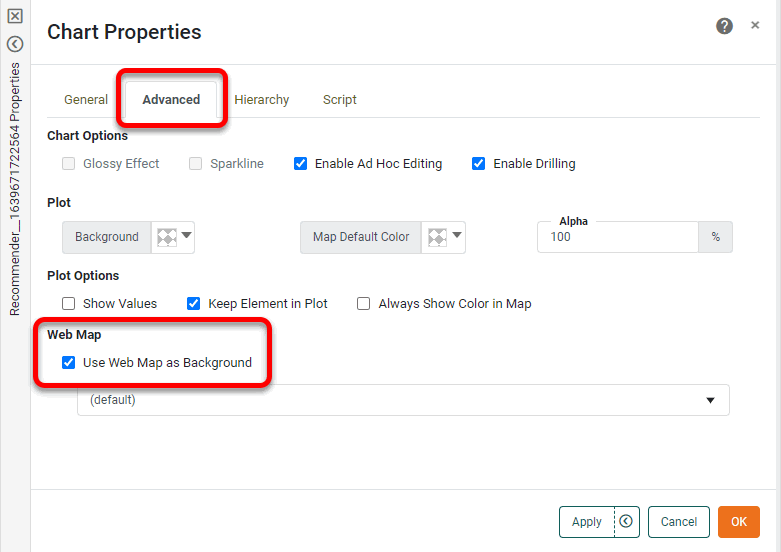 Chart Properties
Recommender__1639671722564 Properties
General Advanced Hierarchy Script
Chart Options
Glossy Effect Sparkline Enable Ad Hoc Editing Enable Drilling
Plot
Alpha
Background Map Default Color 100 %
Plot Options
Show Values Keep Element in Plot Always Show Color in Map
Web Map
Use Web Map as Background
(default)
Apply Cancel OK